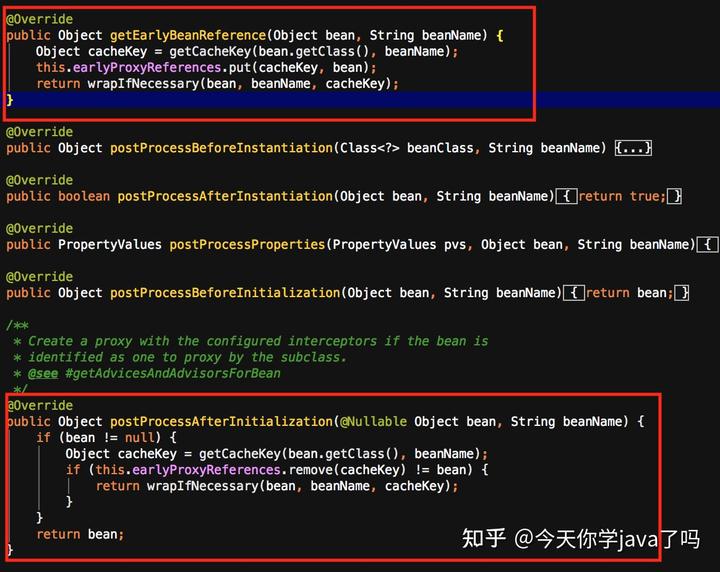 @Override
public Object getEarlyBeanReference(Object bean, String beanName) {
    Object cacheKey = getCacheKey(bean.getClass(), beanName);
    this.earlyProxyReferences.put(cacheKey, bean);
    return wrapIfNecessary(bean, beanName, cacheKey);
}
@Override
public Object postProcessBeforeInstantiation(Class<?> beanClass, String beanName) {...}
@Override
public boolean postProcessAfterInstantiation(Object bean, String beanName) { return true; }
@Override
public PropertyValues postProcessProperties(PropertyValues pvs, Object bean, String beanName) {
@Override
public Object postProcessBeforeInitialization(Object bean, String beanName) { return bean; }
/**
 * Create a proxy with the configured interceptors if the bean is
 * identified as one to proxy by the subclass.
 * @see #getAdvicesAndAdvisorsForBean
 */
@Override
public Object postProcessAfterInitialization(@Nullable Object bean, String beanName) {
    if (bean != null) {
        Object cacheKey = getCacheKey(bean.getClass(), beanName);
        if (this.earlyProxyReferences.remove(cacheKey) != bean) {
            return wrapIfNecessary(bean, beanName, cacheKey);
        }
    }
    return bean;
}
知乎 @今天你学java了吗